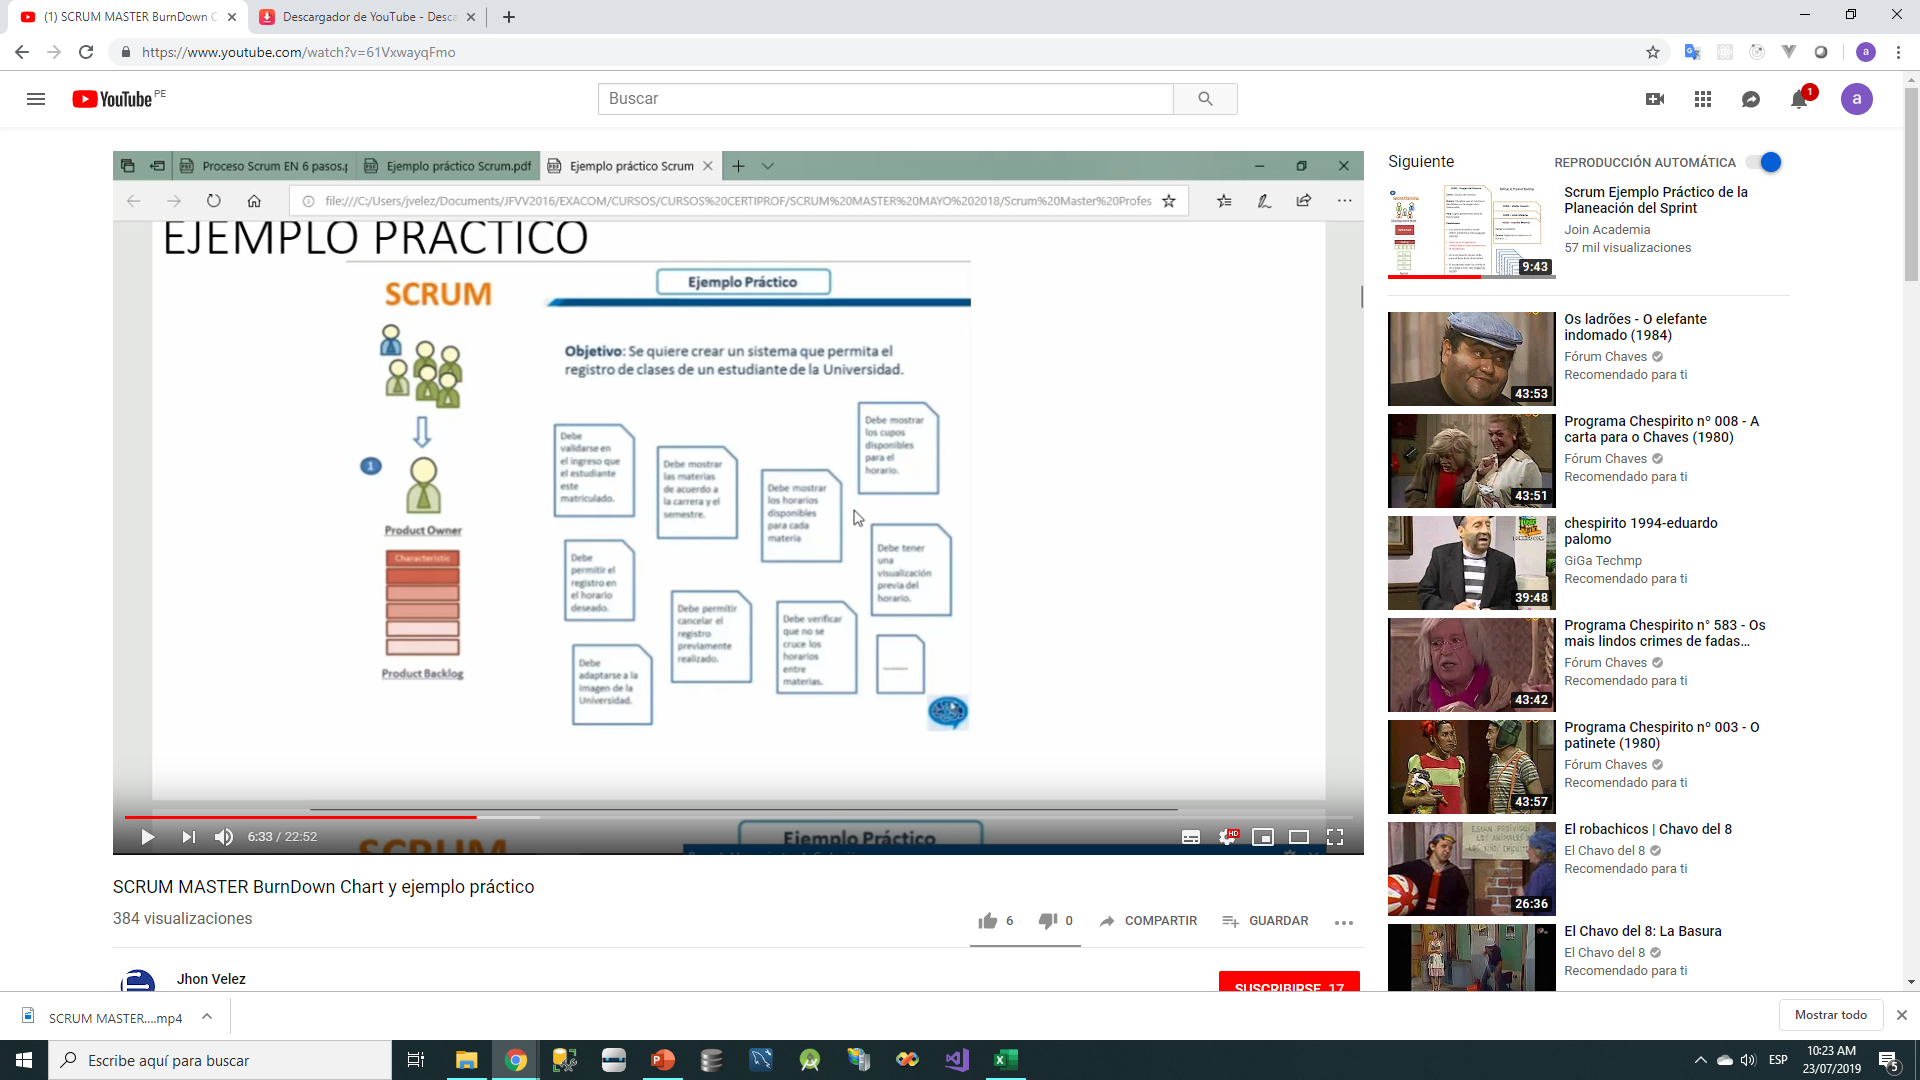 (1) SCRUM MASTER BurnDown C
Descargador de YouTube - Desca
https://www.youtube.com/watch?v=61VxwayqFmo
a
YouTube PE
Buscar
1
a
Proceso Scrum EN 6 pasos.p
Ejemplo práctico Scrum.pdf
Ejemplo práctico Scrum
file:///C:/Users/jvelez/Documents/JFVV2016/EXACOM/CURSOS/CURSOS%20CERTIPROF/SCRUM%20MASTER%20MAYO%202018/Scrum%20Master%20Profes
EJEMPLO PRACTICO
SCRUM
Ejemplo Práctico
Objetivo: Se quiere crear un sistema que permita el
registro de clases de un estudiante de la Universidad.
1
Product Owner
Characteristic
Product Backlog
Debe
validarse en
el ingreso que
el estudiante
este
matriculado.
Debe mostrar
las materias
de acuerdo a
la carrera y el
semestre.
Debe mostrar
los horarios
disponibles
para cada
materia
Debe mostrar
los cupos
disponibles
para el
horario.
Debe
permitir el
registro en
el horario
deseado.
Debe permitir
cancelar el
registro
previamente
realizado.
Debe verificar
que no se
cruce los
horarios
entre
materias.
Debe tener
una
visualización
previa del
horario.
Debe
adaptarse a la
imagen de la
Universidad.
SCRUM
Ejemplo Práctico
6:33 / 22:52
HD
SCRUM MASTER BurnDown Chart y ejemplo práctico
384 visualizaciones
6
0
COMPARTIR
GUARDAR
Jhon Velez
SUSCRIBIRSE 17
Siguiente
REPRODUCCIÓN AUTOMÁTICA
9:43
Scrum Ejemplo Práctico de la
Planeación del Sprint
Join Academia
57 mil visualizaciones
43:53
Os ladrões - O elefante
indomado (1984)
Fórum Chaves
Recomendado para ti
43:51
Programa Chespirito nº 008 - A
carta para o Chaves (1980)
Fórum Chaves
Recomendado para ti
39:48
chespirito 1994-eduardo
palomo
GiGa Techmp
Recomendado para ti
43:42
Programa Chespirito n° 583 - Os
mais lindos crimes de fadas...
Fórum Chaves
Recomendado para ti
43:57
Programa Chespirito nº 003 - O
patinete (1980)
Fórum Chaves
Recomendado para ti
26:36
El robachicos | Chavo del 8
El Chavo del 8
Recomendado para ti
El Chavo del 8: La Basura
El Chavo del 8
Recomendado para ti
SCRUM MASTER....mp4
Mostrar todo
Escribe aquí para buscar
ESP
10:23 AM
23/07/2019
5